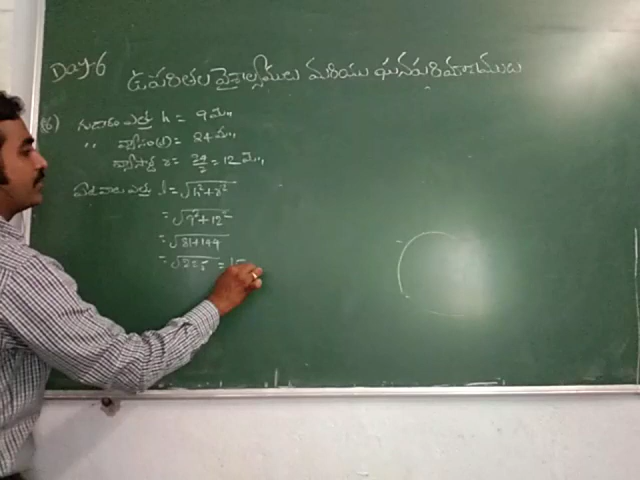 Day-6 ఉపరితల వైశాల్యములు మరియు ఘనపరిమాణములు
గుడారం ఎత్తు h = 9 మీ,,
,, వ్యాసం(d) = 24 మీ,,
వ్యాసార్ధ r = 24/2 = 12 మీ,,
ఏటవాలు ఎత్తు l = √h²+r²
= √9²+12²
= √81+144
= √225 = 15